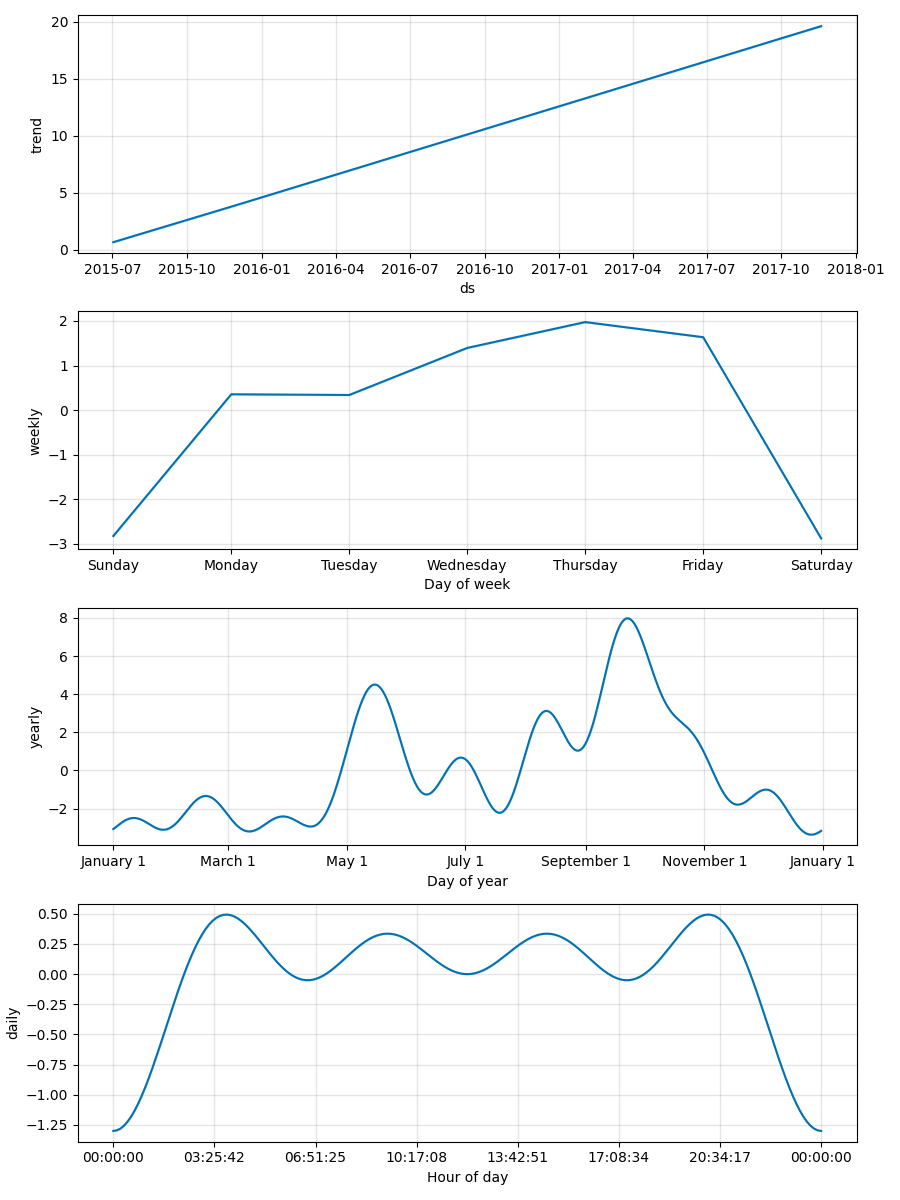 20
15
10
5
0
trend
2015-07 2015-10 2016-01 2016-04 2016-07 2016-10 2017-01 2017-04 2017-07 2017-10 2018-01
ds
2
1
0
−1
−2
−3
weekly
Sunday Monday Tuesday Wednesday Thursday Friday Saturday
Day of week
8
6
4
2
0
−2
yearly
January 1 March 1 May 1 July 1 September 1 November 1 January 1
Day of year
0.50
0.25
0.00
−0.25
−0.50
−0.75
−1.00
−1.25
daily
00:00:00 03:25:42 06:51:25 10:17:08 13:42:51 17:08:34 20:34:17 00:00:00
Hour of day